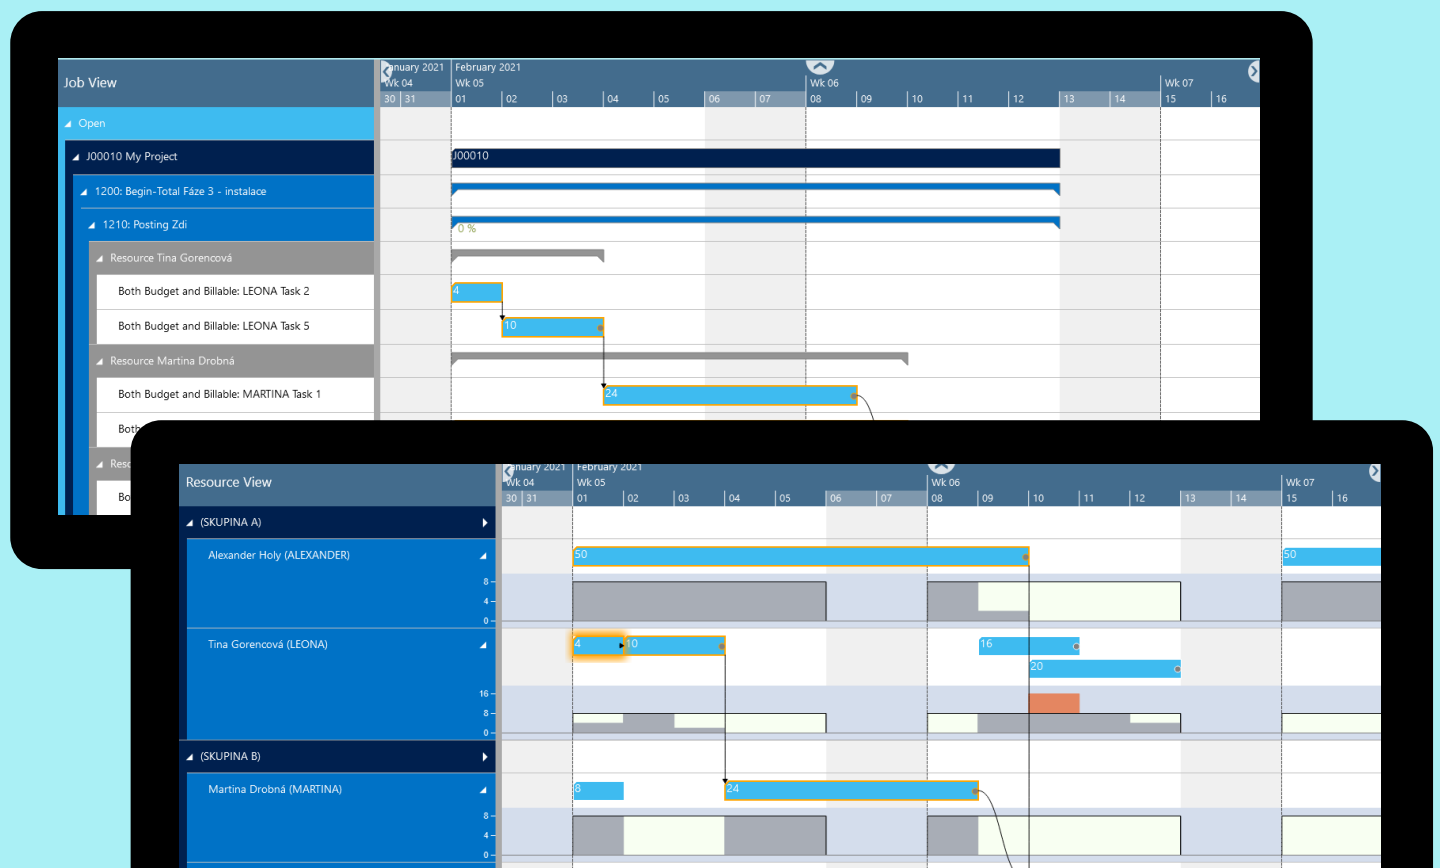 Job View
anuary 2021 February 2021
Wk 04 Wk 05 Wk 06 Wk 07
30 31 01 02 03 04 05 06 07 08 09 10 11 12 13 14 15 16
Open
J00010 My Project J00010
1200: Begin-Total Fáze 3 - instalace
1210: Posting Zdi 0 %
Resource Tina Gorencová
Both Budget and Billable: LEONA Task 2 4
Both Budget and Billable: LEONA Task 5 10
Resource Martina Drobná
Both Budget and Billable: MARTINA Task 1 24
Both
Resc
Bo
Resource View
anuary 2021 February 2021
Wk 04 Wk 05 Wk 06 Wk 07
30 31 01 02 03 04 05 06 07 08 09 10 11 12 13 14 15 16
(SKUPINA A)
Alexander Holy (ALEXANDER) 50 50
8
4
0
Tina Gorencová (LEONA) 4 10 16
20
16
8
0
(SKUPINA B)
Martina Drobná (MARTINA) 8 24
8
4
0